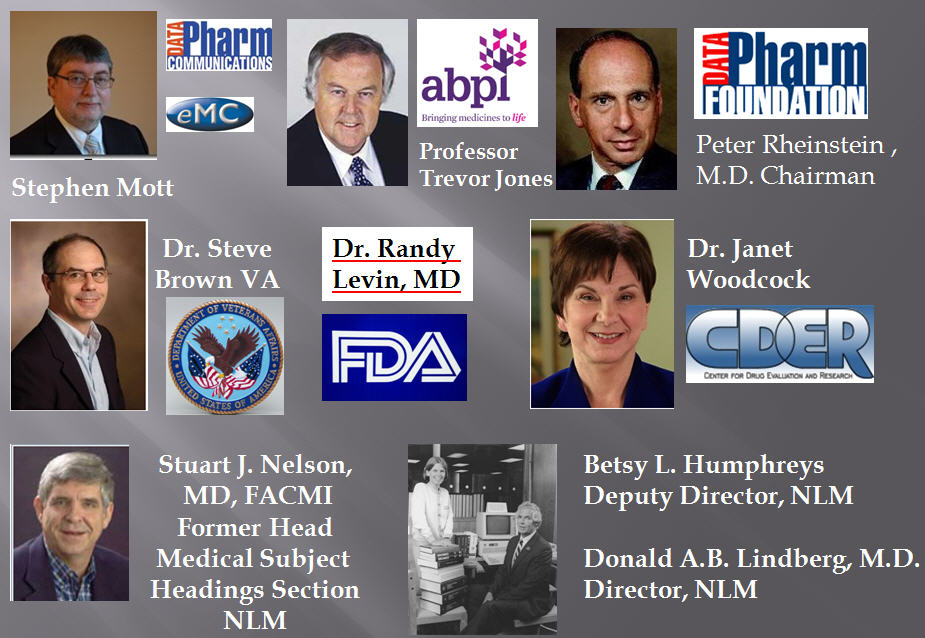 DATA
Pharm
COMMUNICATIONS
eMC
Stephen Mott
abpi
Bringing medicines to life
Professor
Trevor Jones
DATA
Pharm
FOUNDATION
Peter Rheinstein ,
M.D. Chairman
Dr. Steve
Brown VA
DEPARTMENT OF VETERANS AFFAIRS
UNITED STATES OF AMERICA
Dr. Randy
Levin, MD
FDA
Dr. Janet
Woodcock
CDER
CENTER FOR DRUG EVALUATION AND RESEARCH
Stuart J. Nelson,
MD, FACMI
Former Head
Medical Subject
Headings Section
NLM
Betsy L. Humphreys
Deputy Director, NLM
Donald A.B. Lindberg, M.D.
Director, NLM